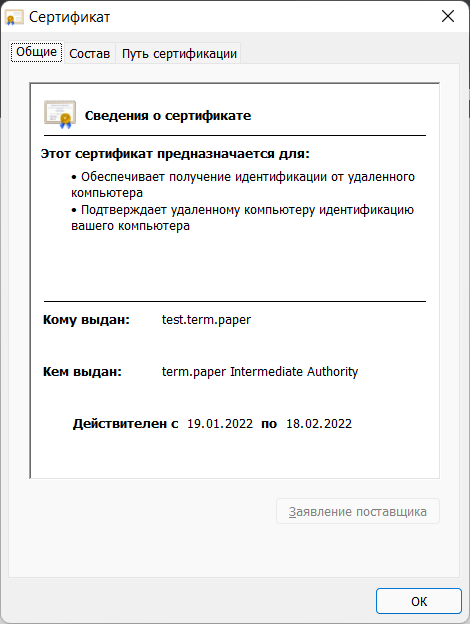 Сертификат
Общие Состав Путь сертификации
Сведения о сертификате
Этот сертификат предназначается для:
• Обеспечивает получение идентификации от удаленного
компьютера
• Подтверждает удаленному компьютеру идентификацию
вашего компьютера
Кому выдан: test.term.paper
Кем выдан: term.paper Intermediate Authority
Действителен с 19.01.2022 по 18.02.2022
Заявление поставщика
ОК